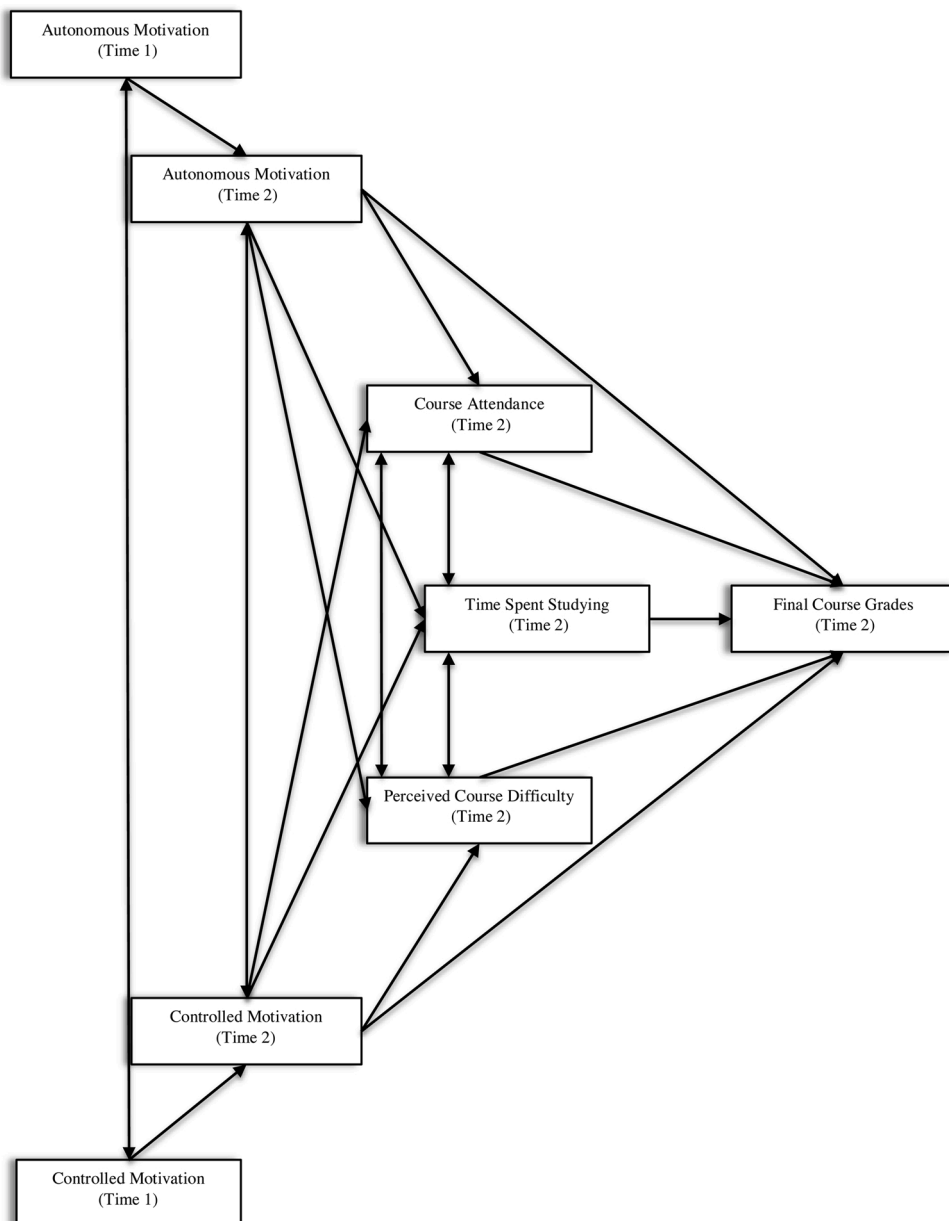 Autonomous Motivation
(Time 1)
Autonomous Motivation
(Time 2)
Course Attendance
(Time 2)
Time Spent Studying
(Time 2)
Final Course Grades
(Time 2)
Perceived Course Difficulty
(Time 2)
Controlled Motivation
(Time 2)
Controlled Motivation
(Time 1)